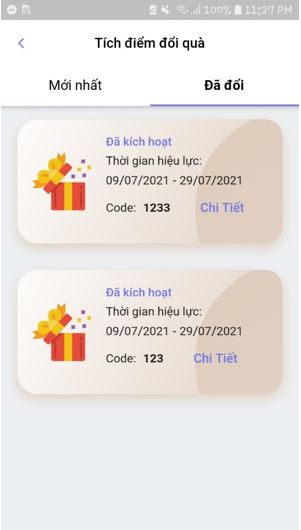 100% 11:27 PM
Tích điểm đổi quà
Mới nhất
Đã đổi
Đã kích hoạt
Thời gian hiệu lực:
09/07/2021 - 29/07/2021
Code: 1233 Chi Tiết
Đã kích hoạt
Thời gian hiệu lực:
09/07/2021 - 29/07/2021
Code: 123 Chi Tiết